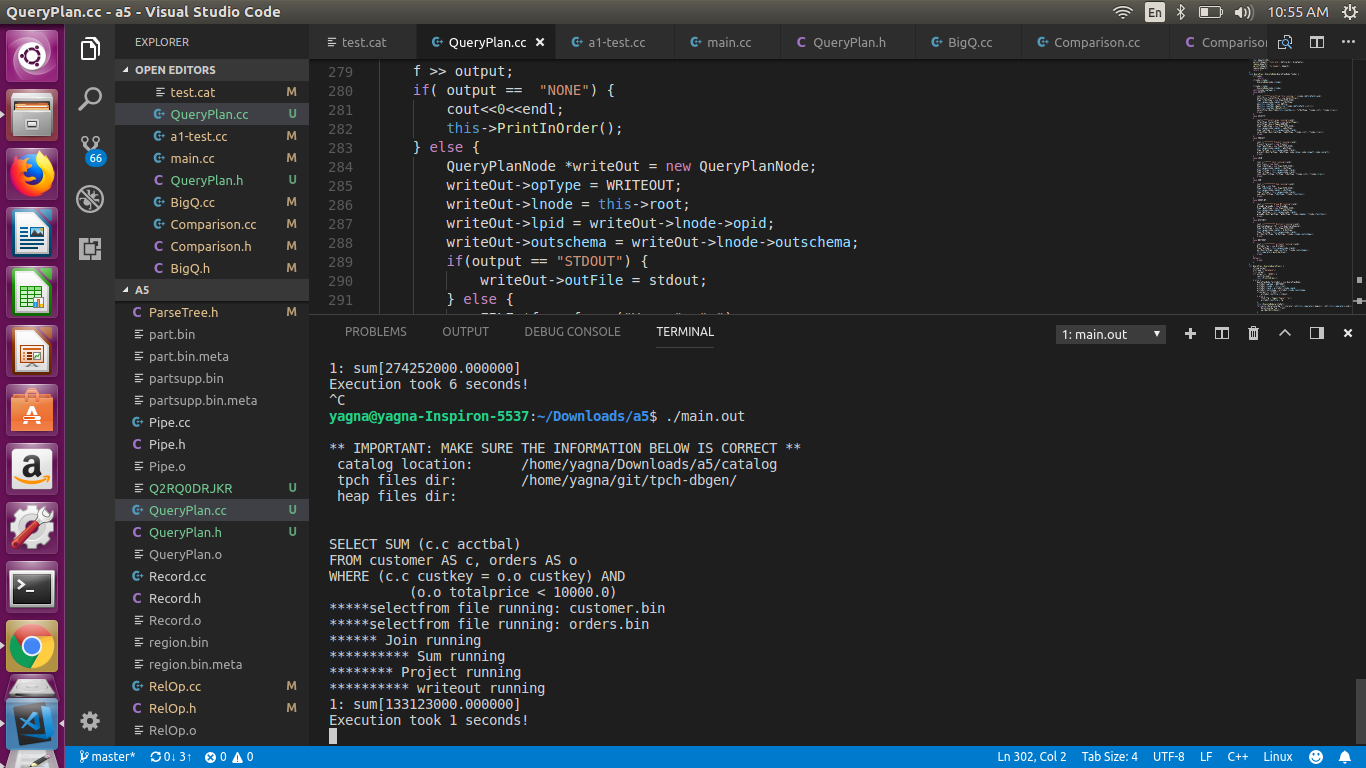 QueryPlan.cc - a5 - Visual Studio Code
En
10:55 AM
EXPLORER
OPEN EDITORS
test.cat M
QueryPlan.cc U
a1-test.cc M
main.cc M
QueryPlan.h U
BigQ.cc M
Comparison.cc M
Comparison.h M
BigQ.h M
A5
ParseTree.h M
part.bin
part.bin.meta
partsupp.bin
partsupp.bin.meta
Pipe.cc
Pipe.h
Pipe.o
Q2RQ0DRJKR U
QueryPlan.cc U
QueryPlan.h U
QueryPlan.o
Record.cc
Record.h
Record.o
region.bin
region.bin.meta
RelOp.cc M
RelOp.h M
RelOp.o
66
test.cat
QueryPlan.cc
a1-test.cc
main.cc
QueryPlan.h
BigQ.cc
Comparison.cc
Comparison
279 f >> output;
280 if( output == "NONE") {
281 cout<<0<<endl;
282 this->PrintInOrder();
283 } else {
284 QueryPlanNode *writeOut = new QueryPlanNode;
285 writeOut->opType = WRITEOUT;
286 writeOut->lnode = this->root;
287 writeOut->lpid = writeOut->lnode->opid;
288 writeOut->outschema = writeOut->lnode->outschema;
289 if(output == "STDOUT") {
290 writeOut->outFile = stdout;
291 } else {
PROBLEMS OUTPUT DEBUG CONSOLE TERMINAL
1: main.out
1: sum[274252000.000000]
Execution took 6 seconds!
^C
yagna@yagna-Inspiron-5537:~/Downloads/a5$ ./main.out
** IMPORTANT: MAKE SURE THE INFORMATION BELOW IS CORRECT **
catalog location: /home/yagna/Downloads/a5/catalog
tpch files dir: /home/yagna/git/tpch-dbgen/
heap files dir:
SELECT SUM (c.c acctbal)
FROM customer AS c, orders AS o
WHERE (c.c custkey = o.o custkey) AND
(o.o totalprice < 10000.0)
*****selectfrom file running: customer.bin
*****selectfrom file running: orders.bin
****** Join running
********** Sum running
******** Project running
********** writeout running
1: sum[133123000.000000]
Execution took 1 seconds!
master* 0↓ 3↑ 0 0
Ln 302, Col 2 Tab Size: 4 UTF-8 LF C++ Linux